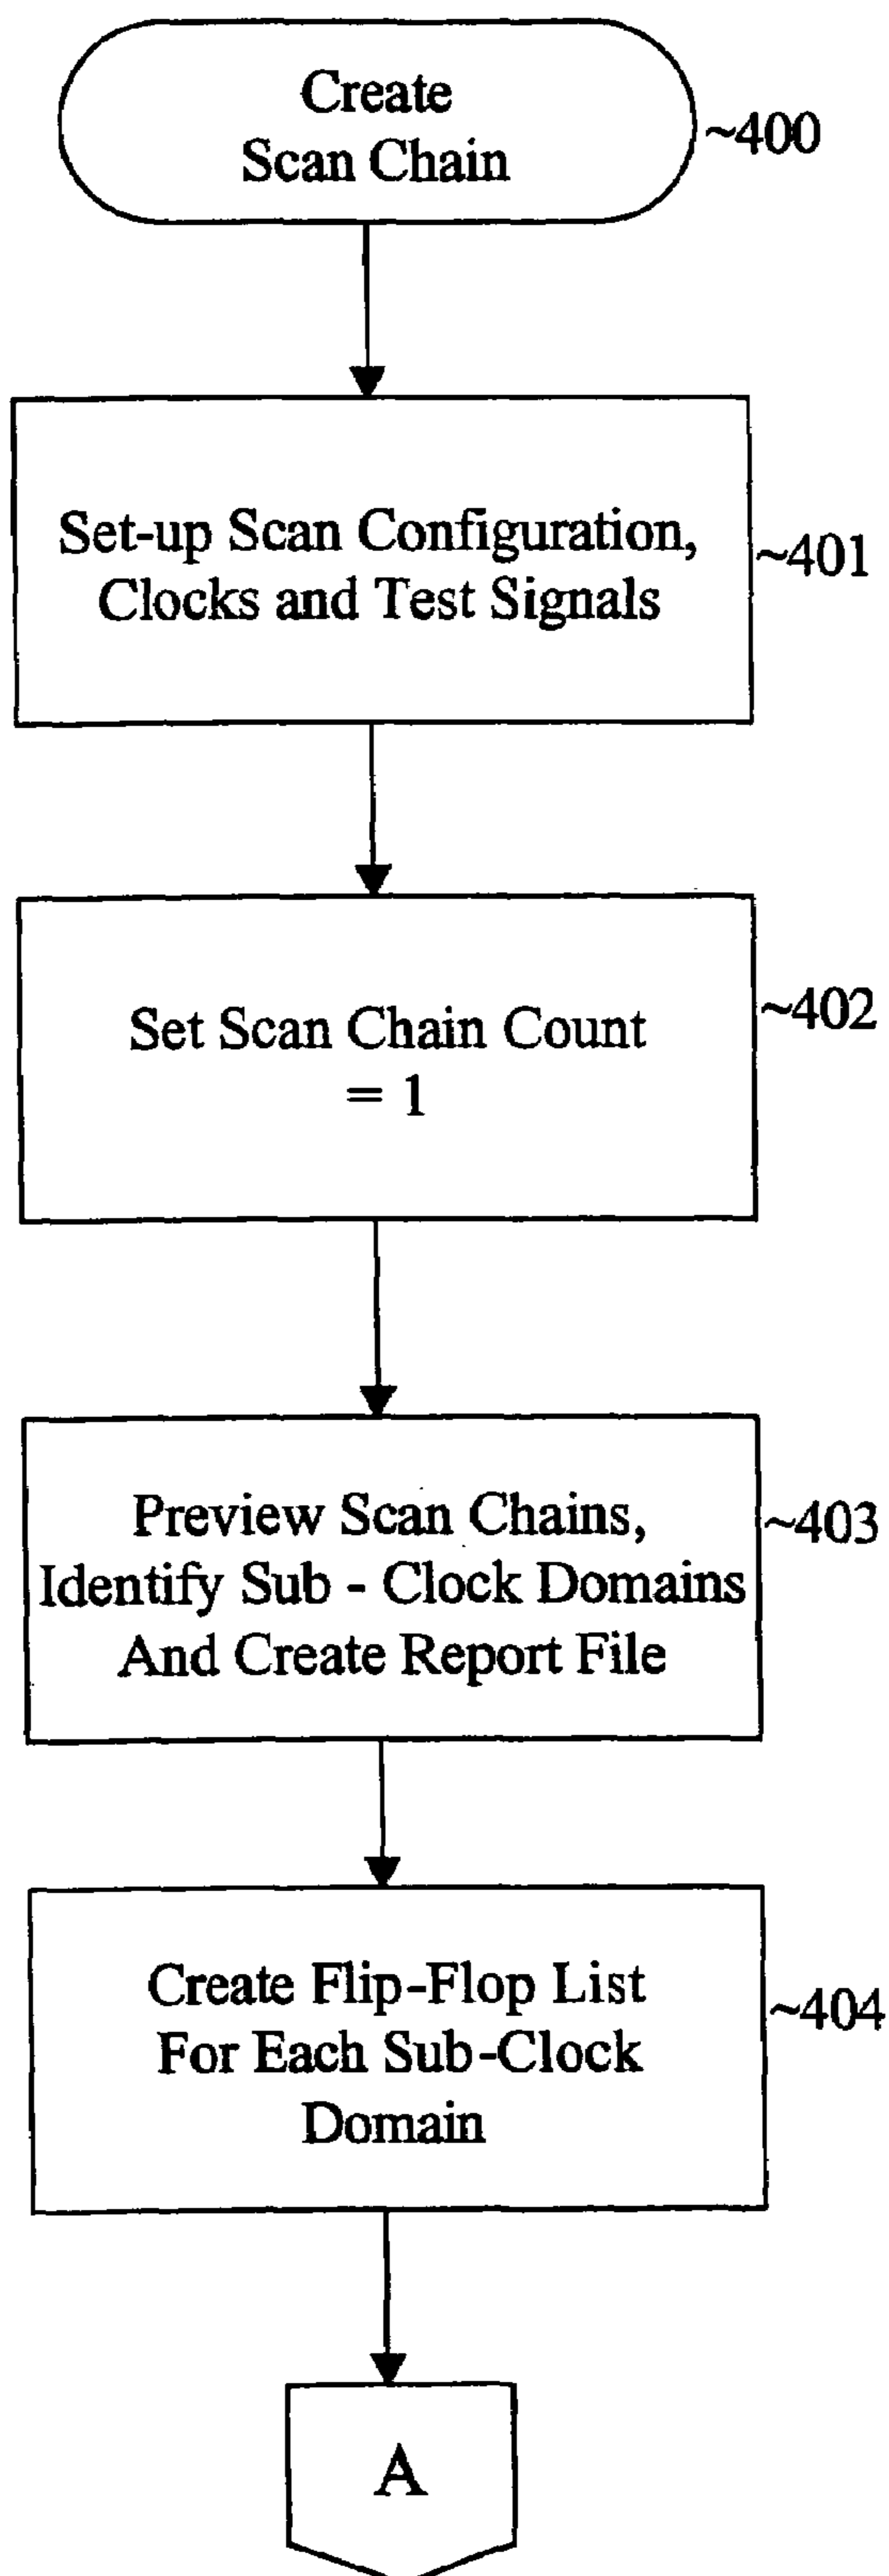 Create
Scan Chain
~400
Set-up Scan Configuration,
Clocks and Test Signals
~401
Set Scan Chain Count
= 1
~402
Preview Scan Chains,
Identify Sub - Clock Domains
And Create Report File
~403
Create Flip-Flop List
For Each Sub-Clock
Domain
~404
A